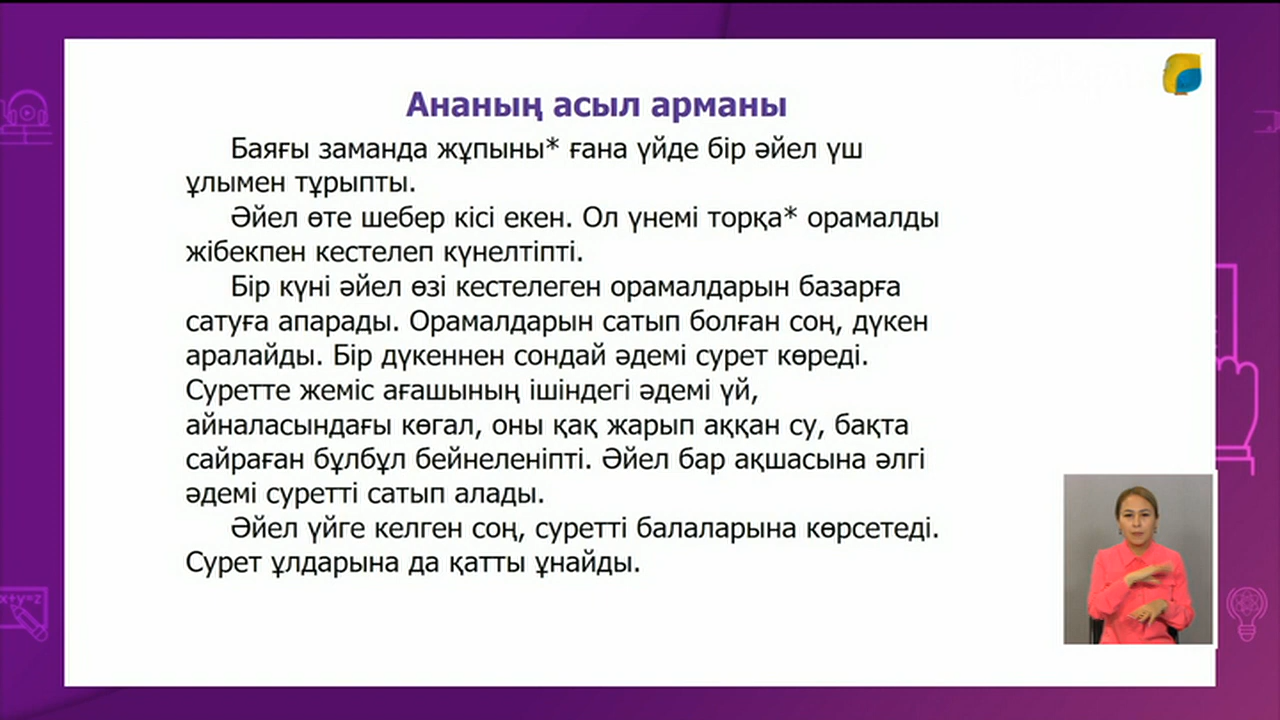 Ананың асыл арманы
Баяғы заманда жұпыны* ғана үйде бір әйел үш
ұлымен тұрыпты.
Әйел өте шебер кісі екен. Ол үнемі торқа* орамалды
жібекпен кестелеп күнелтіпті.
Бір күні әйел өзі кестелеген орамалдарын базарға
сатуға апарады. Орамалдарын сатып болған соң, дүкен
аралайды. Бір дүкеннен сондай әдемі сурет көреді.
Суретте жеміс ағашының ішіндегі әдемі үй,
айналасындағы көгал, оны қақ жарып аққан су, бақта
сайраған бұлбұл бейнеленіпті. Әйел бар ақшасына әлгі
әдемі суретті сатып алады.
Әйел үйге келген соң, суретті балаларына көрсетеді.
Сурет ұлдарына да қатты ұнайды.
x+y=z